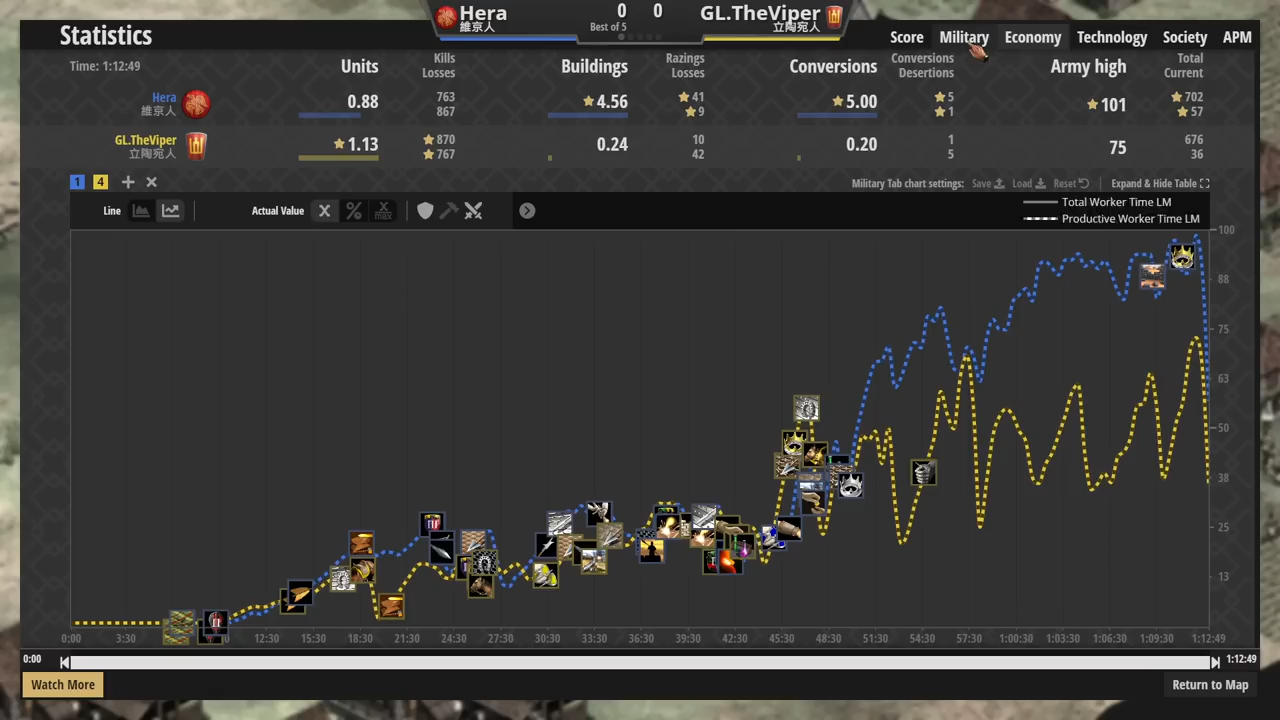 Hera
維京人
0 0
Best of 5
GL.TheViper
立陶宛人
Statistics
Score Military Economy Technology Society APM
Time: 1:12:49
Units
Kills
Losses
Buildings
Razings
Losses
Conversions
Conversions
Desertions
Army high
Total
Current
Hera
維京人
0.88
763
867
4.56
41
9
5.00
5
1
101
702
57
GL.TheViper
立陶宛人
1.13
870
767
0.24
10
42
0.20
1
5
75
676
36
1 4 + ×
Military Tab chart settings: Save Load Reset Expand & Hide Table
Line Actual Value X % X/max
Total Worker Time LM
Productive Worker Time LM
100
88
75
63
50
38
25
13
0:00 3:30 10 12:30 15:30 18:30 21:30 24:30 27:30 30:30 33:30 36:30 39:30 42:30 45:30 48:30 51:30 54:30 57:30 1:00:30 1:03:30 1:06:30 1:09:30 1:12:49
0:00 1:12:49
Watch More Return to Map